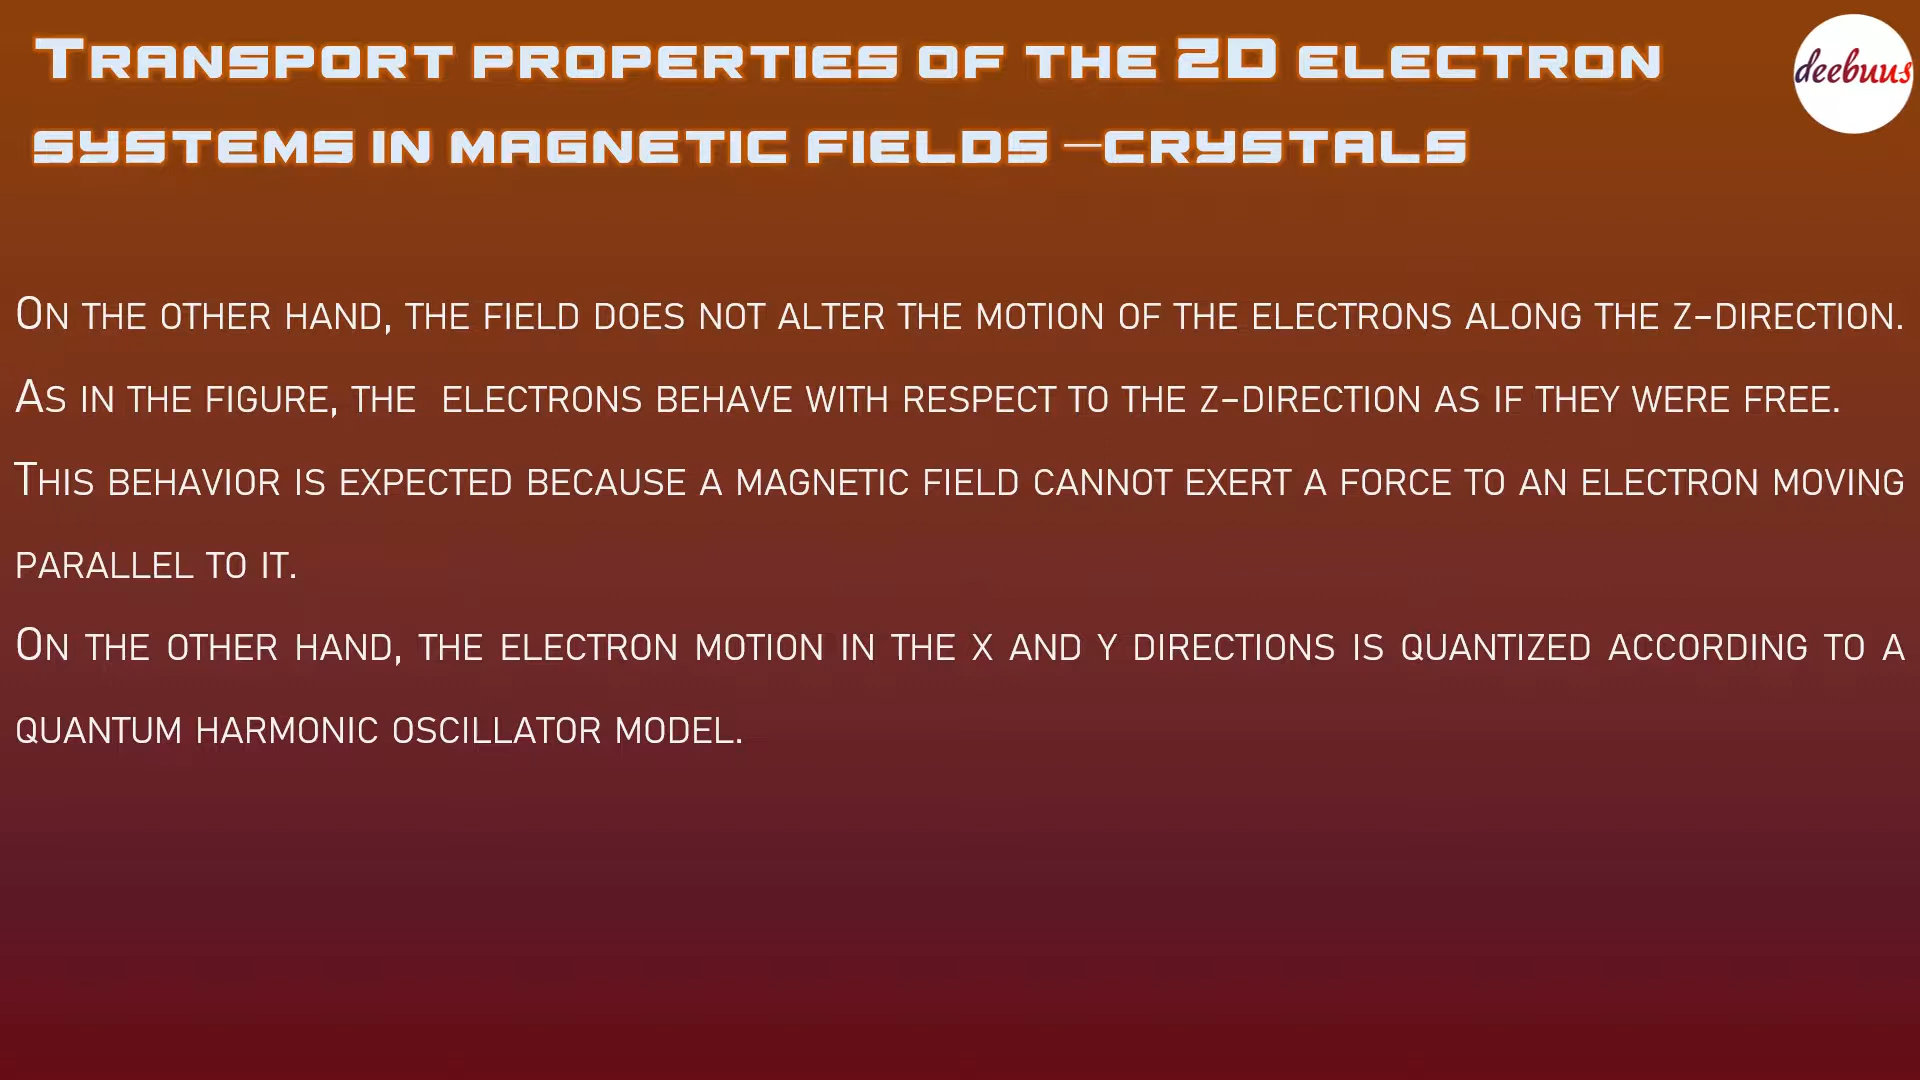 Transport properties of the 2D electron
systems in magnetic fields –crystals
deebuus
On the other hand, the field does not alter the motion of the electrons along the z-direction.
As in the figure, the electrons behave with respect to the z-direction as if they were free.
This behavior is expected because a magnetic field cannot exert a force to an electron moving
parallel to it.
On the other hand, the electron motion in the x and y directions is quantized according to a
quantum harmonic oscillator model.